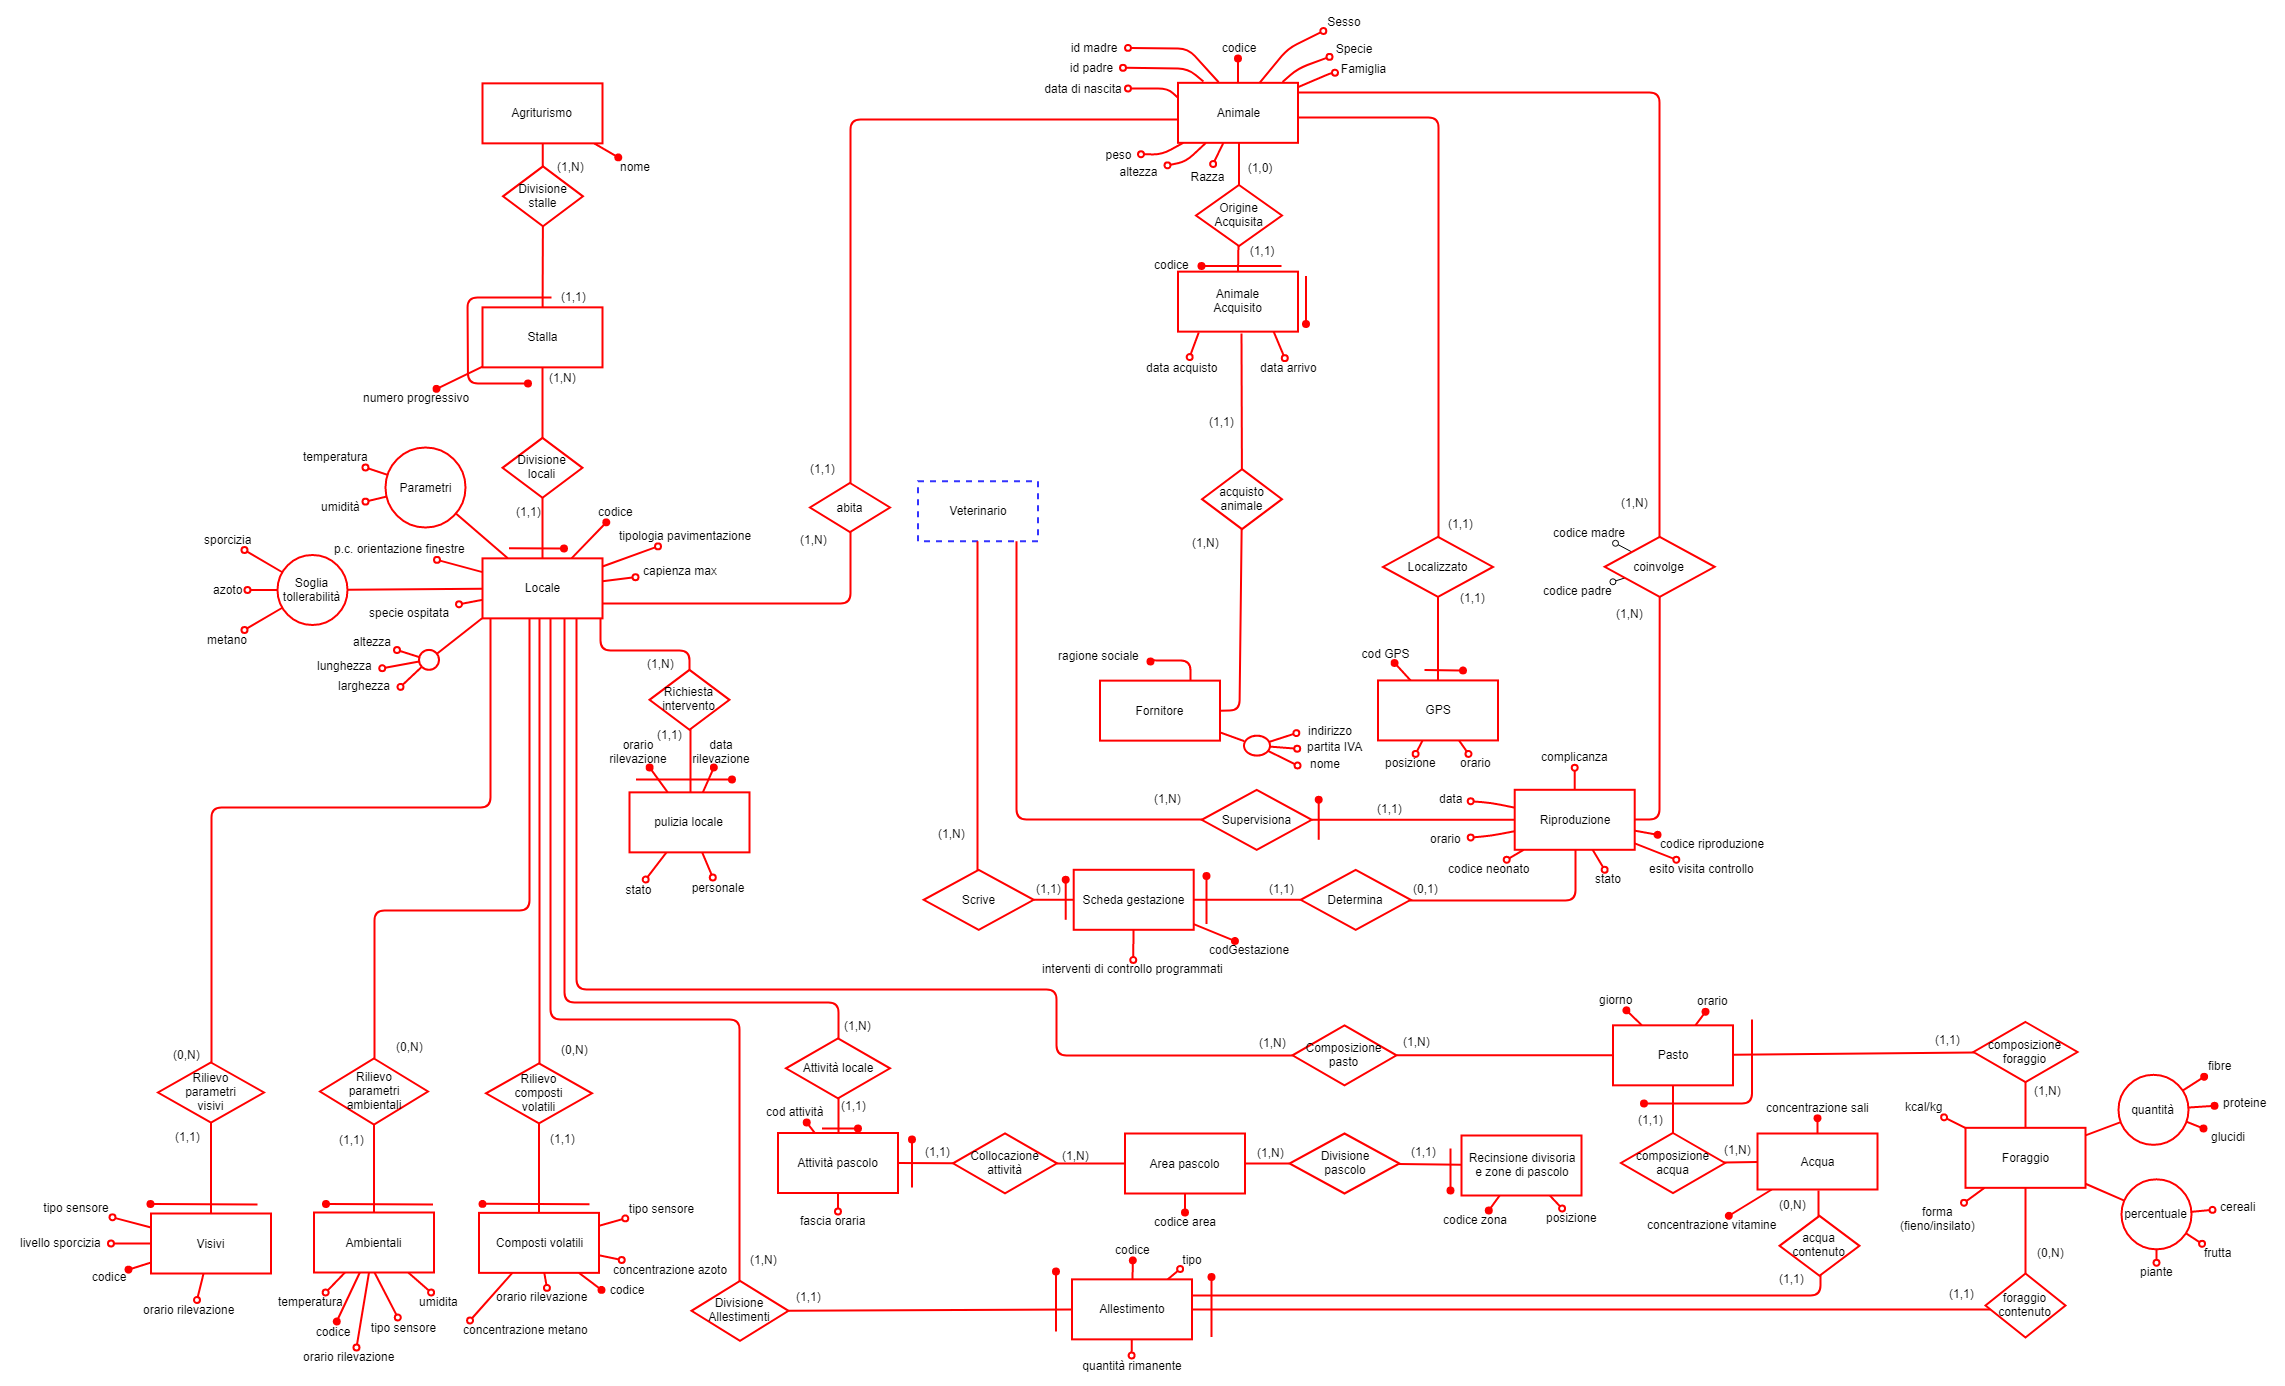 Sesso
id madre
codice
Specie
id padre
Famiglia
data di nascita
Agriturismo
Animale
nome
(1,N)
peso
altezza
Razza
(1,0)
Divisione
stalle
Origine
Acquisita
(1,1)
codice
(1,1)
Animale
Acquisito
Stalla
data acquisto
data arrivo
(1,N)
numero progressivo
(1,1)
temperatura
Divisione
locali
(1,1)
Parametri
umidità
acquisto
animale
abita
Veterinario
(1,N)
(1,1)
codice
(1,1)
tipologia pavimentazione
codice madre
sporcizia
p.c. orientazione finestre
(1,N)
(1,N)
Localizzato
coinvolge
capienza max
Soglia
tollerabilità
azoto
Locale
codice padre
(1,1)
specie ospitata
(1,N)
metano
altezza
lunghezza
larghezza
(1,N)
ragione sociale
cod GPS
Richiesta
intervento
Fornitore
GPS
(1,1)
indirizzo
partita IVA
nome
orario
rilevazione
data
rilevazione
posizione
orario
complicanza
(1,N)
data
(1,1)
pulizia locale
Supervisiona
Riproduzione
(1,N)
orario
codice riproduzione
codice neonato
esito visita controllo
stato
stato
personale
(1,1)
(1,1)
(0,1)
Scrive
Scheda gestazione
Determina
codGestazione
interventi di controllo programmati
giorno
orario
(1,N)
(0,N)
(0,N)
(0,N)
(1,N)
(1,N)
(1,1)
Composizione
pasto
Pasto
composizione
foraggio
Attività locale
fibre
Rilievo
parametri
visivi
Rilievo
parametri
ambientali
Rilievo
composti
volatili
(1,N)
proteine
quantità
kcal/kg
cod attività
(1,1)
concentrazione sali
(1,1)
glucidi
(1,1)
(1,1)
(1,1)
(1,1)
(1,N)
(1,N)
(1,1)
(1,N)
Attività pascolo
Collocazione
attività
Area pascolo
Divisione
pascolo
Recinsione divisoria
e zone di pascolo
composizione
acqua
Acqua
Foraggio
tipo sensore
tipo sensore
fascia oraria
codice area
codice zona
posizione
concentrazione vitamine
(0,N)
forma
(fieno/insilato)
percentuale
cereali
livello sporcizia
Visivi
Ambientali
Composti volatili
acqua
contenuto
frutta
(0,N)
piante
codice
concentrazione azoto
codice
tipo
(1,N)
(1,1)
orario rilevazione
temperatura
umidita
orario rilevazione
codice
(1,1)
(1,1)
Divisione
Allestimenti
Allestimento
foraggio
contenuto
codice
tipo sensore
concentrazione metano
orario rilevazione
quantità rimanente